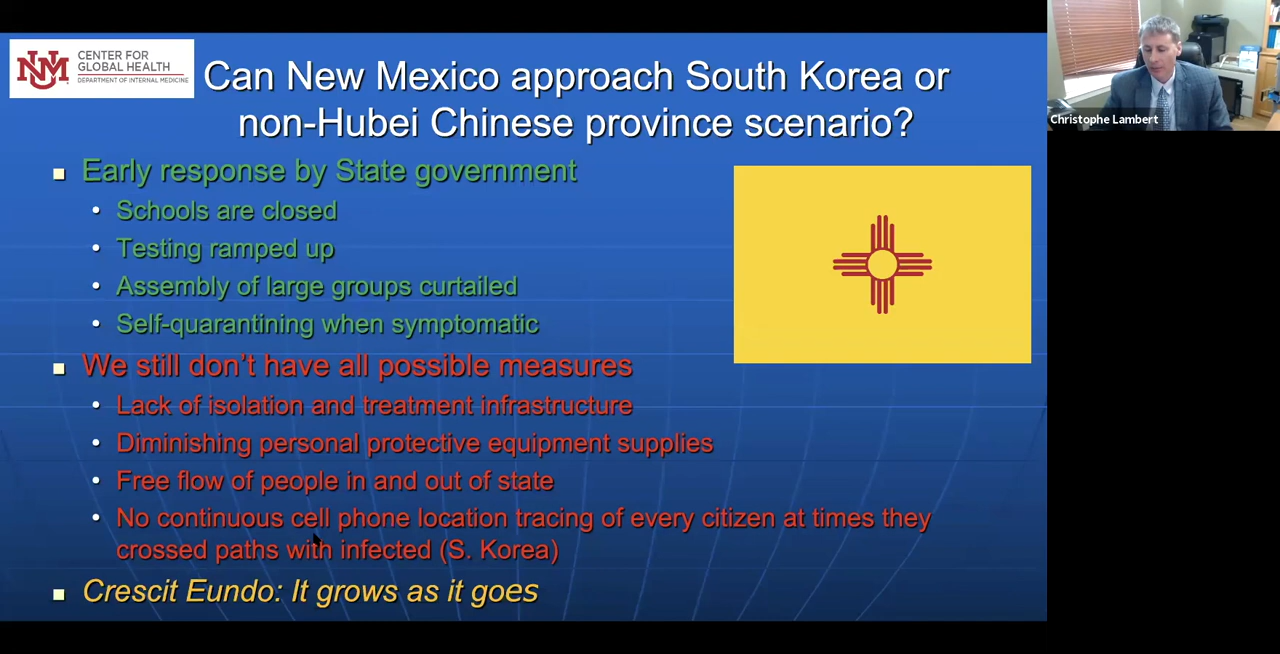 UNM
CENTER FOR
GLOBAL HEALTH
DEPARTMENT OF INTERNAL MEDICINE
Can New Mexico approach South Korea or
non-Hubei Chinese province scenario?
Early response by State government
Schools are closed
Testing ramped up
Assembly of large groups curtailed
Self-quarantining when symptomatic
We still don't have all possible measures
Lack of isolation and treatment infrastructure
Diminishing personal protective equipment supplies
Free flow of people in and out of state
No continuous cell phone location tracing of every citizen at times they
crossed paths with infected (S. Korea)
Crescit Eundo: It grows as it goes
Christophe Lambert